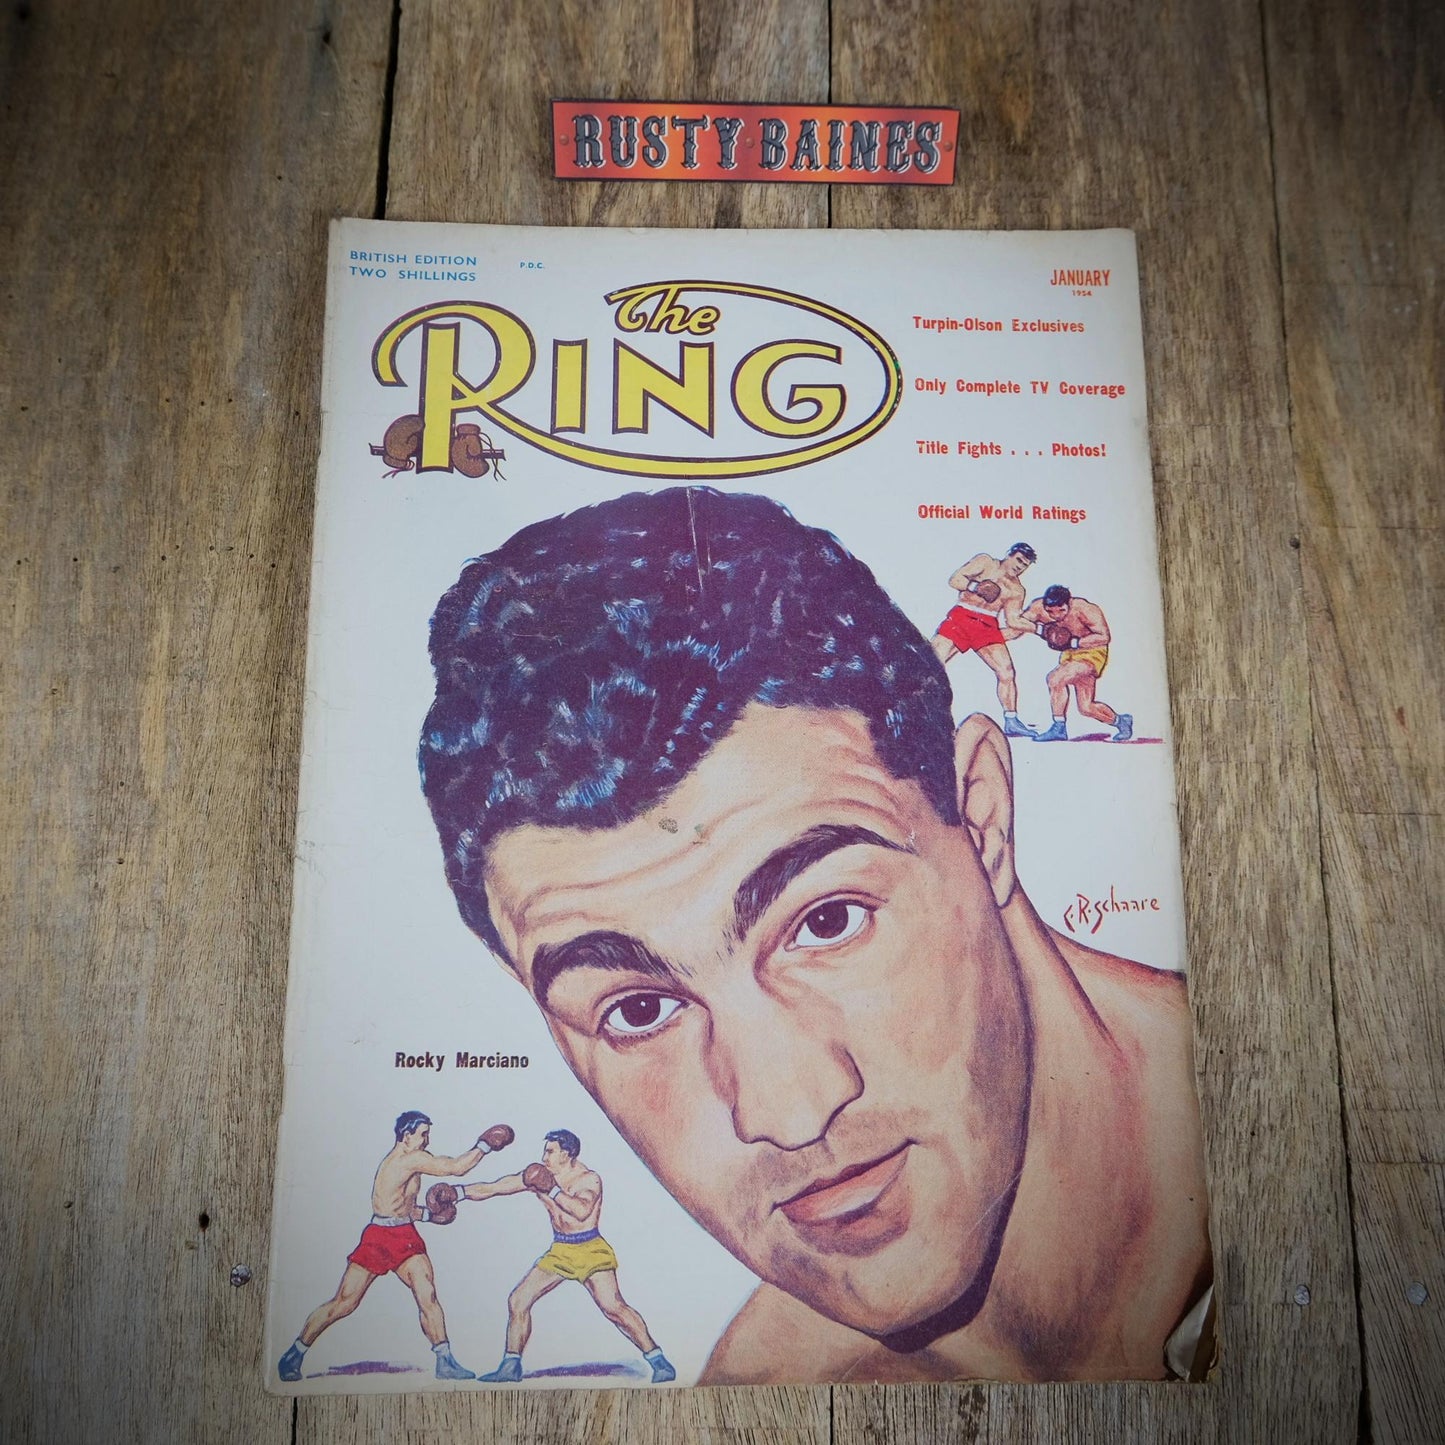 RUSTY BAINES
BRITISH EDITION
TWO SHILLINGS
P.D.C.
JANUARY
1954
The
RING
Turpin-Olson Exclusives
Only Complete TV Coverage
Title Fights . . . Photos!
Official World Ratings
E.R.Schaare
Rocky Marciano